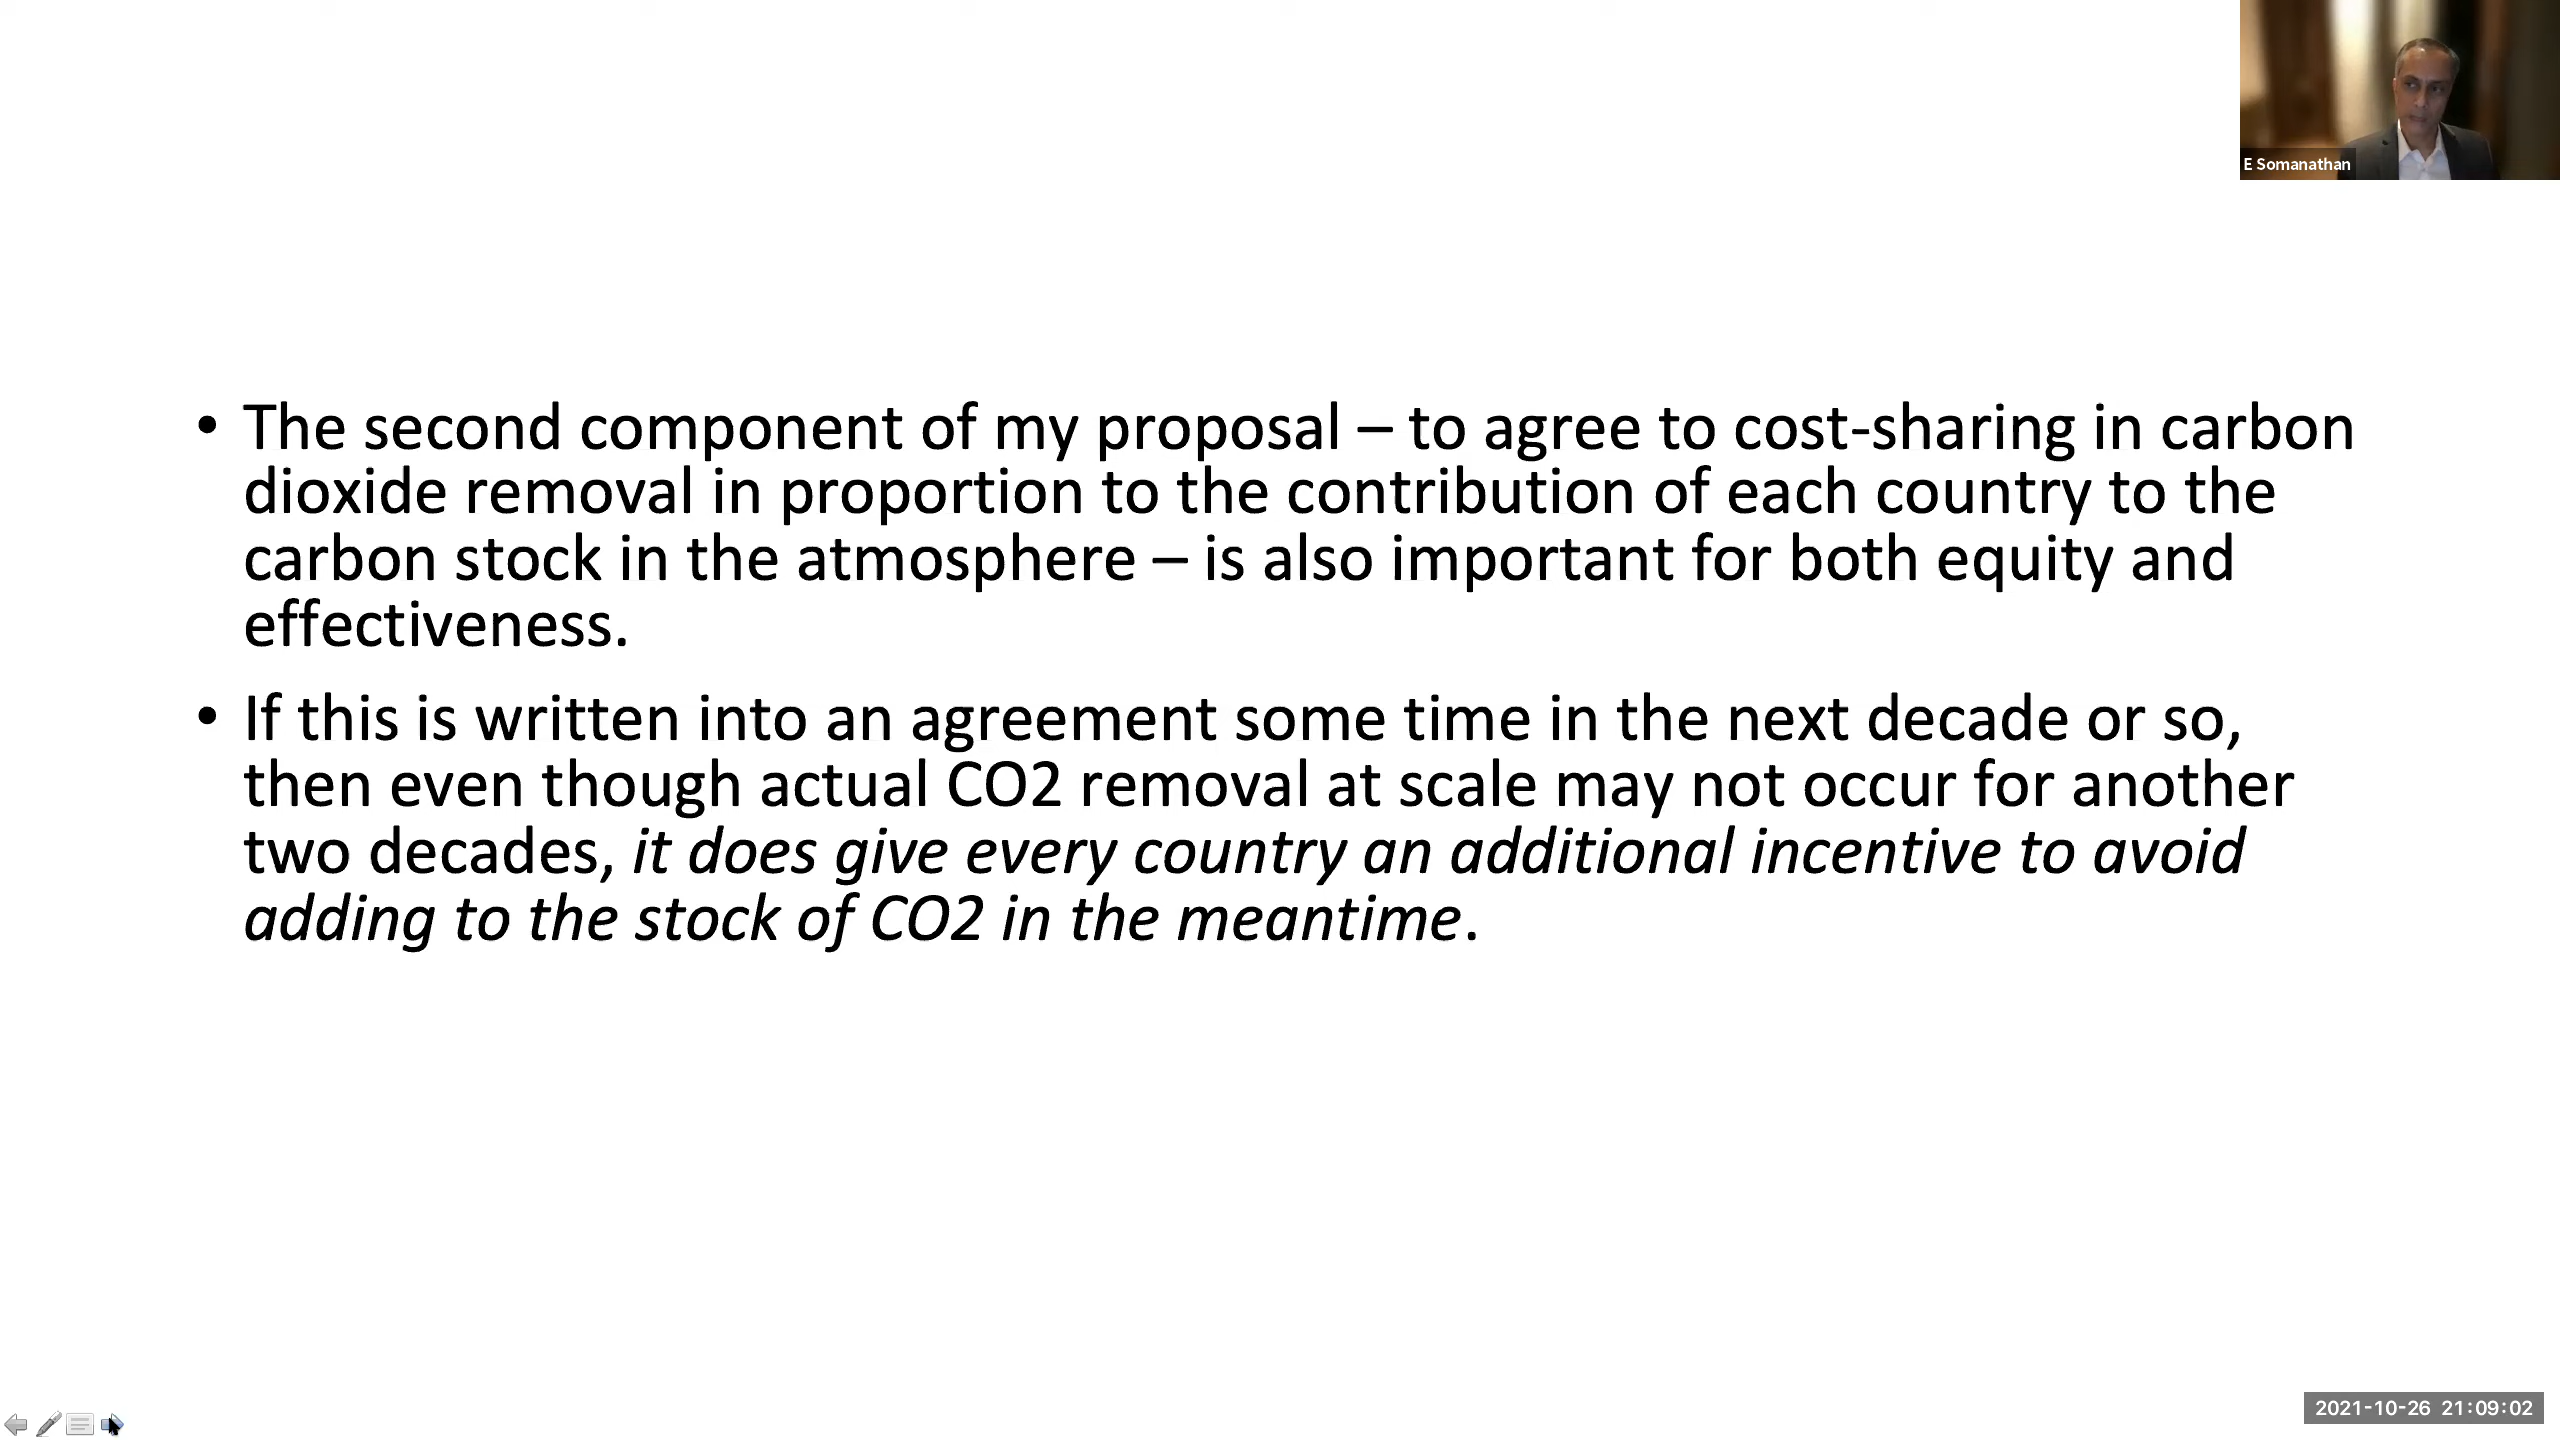 E Somanathan
• The second component of my proposal – to agree to cost-sharing in carbon
dioxide removal in proportion to the contribution of each country to the
carbon stock in the atmosphere – is also important for both equity and
effectiveness.
• If this is written into an agreement some time in the next decade or so,
then even though actual CO2 removal at scale may not occur for another
two decades, it does give every country an additional incentive to avoid
adding to the stock of CO2 in the meantime.
2021-10-26 21:09:02